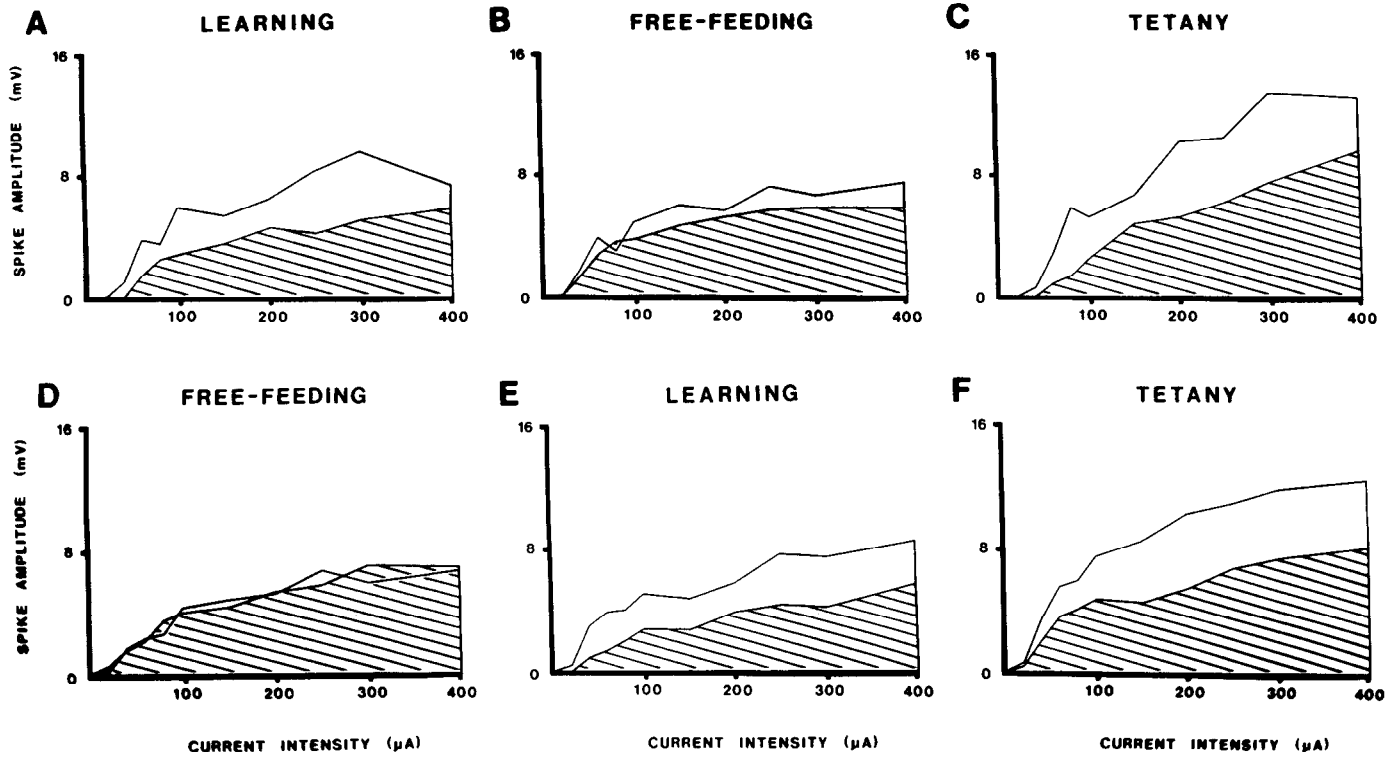 A LEARNING
B FREE-FEEDING
C TETANY
SPIKE AMPLITUDE (mV)
16
8
0
100 200 300 400
16
8
0
100 200 300 400
16
8
0
100 200 300 400
D FREE-FEEDING
E LEARNING
F TETANY
SPIKE AMPLITUDE (mV)
16
8
0
100 200 300 400
16
8
0
100 200 300 400
16
8
0
100 200 300 400
CURRENT INTENSITY (µA)
CURRENT INTENSITY (µA)
CURRENT INTENSITY (µA)